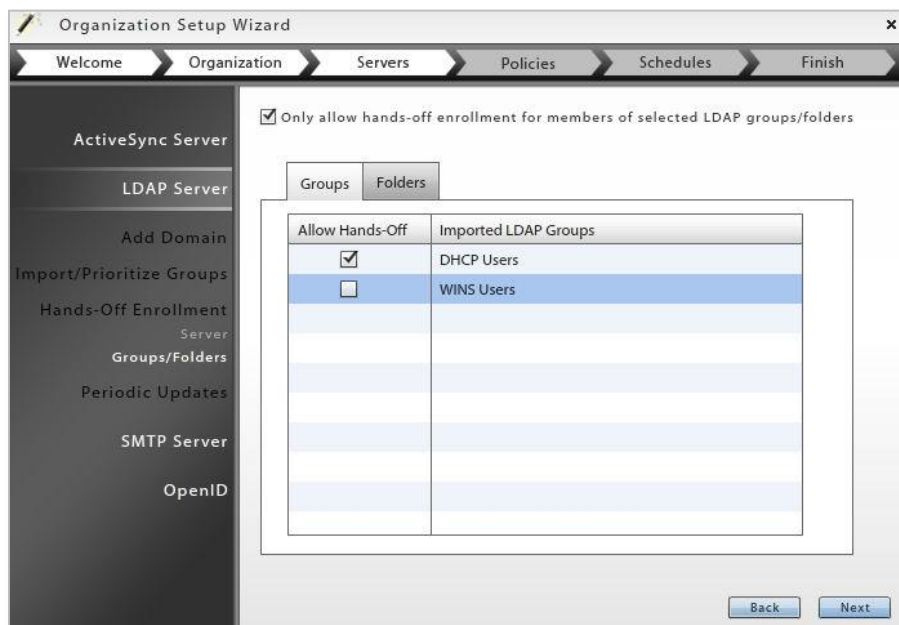 Organization Setup Wizard
Welcome
Organization
Servers
Policies
Schedules
Finish
ActiveSync Server
LDAP Server
Add Domain
Import/Prioritize Groups
Hands-Off Enrollment
Server
Groups/Folders
Periodic Updates
SMTP Server
OpenID
Only allow hands-off enrollment for members of selected LDAP groups/folders
Groups
Folders
Allow Hands-Off
Imported LDAP Groups
DHCP Users
WINS Users
Back
Next